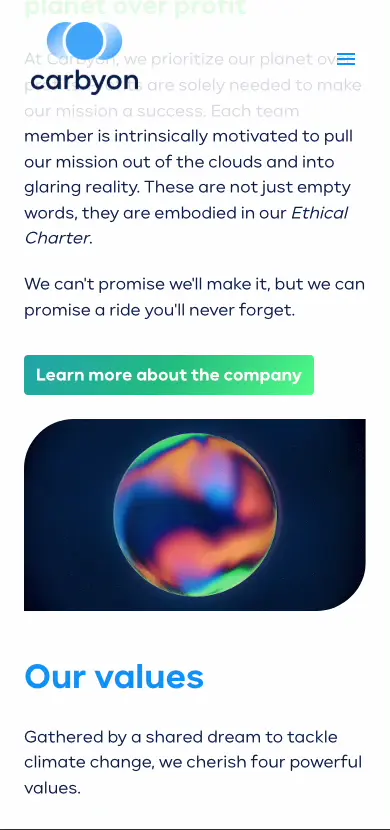 planet over profit
carbyon
At Carbyon, we prioritize our planet over
are solely needed to make
our mission a success. Each team
member is intrinsically motivated to pull
our mission out of the clouds and into
glaring reality. These are not just empty
words, they are embodied in our Ethical
Charter.
We can't promise we'll make it, but we can
promise a ride you'll never forget.
Learn more about the company
Our values
Gathered by a shared dream to tackle
climate change, we cherish four powerful
values.